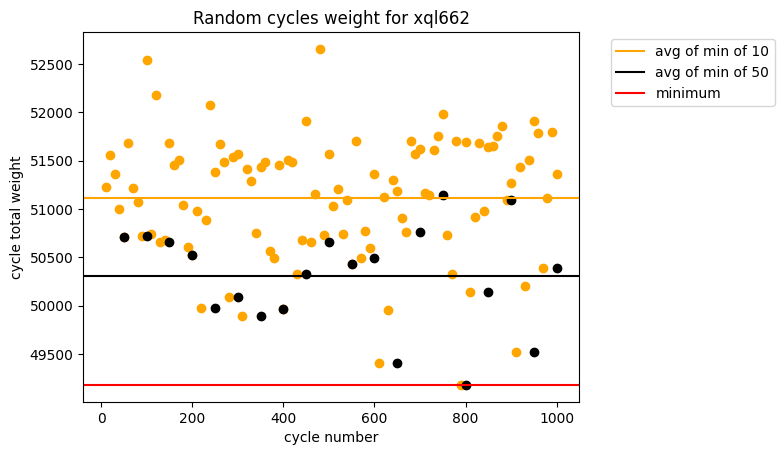 Random cycles weight for xql662
avg of min of 10
avg of min of 50
minimum
52500
52000
51500
51000
50500
50000
49500
cycle total weight
0 200 400 600 800 1000
cycle number